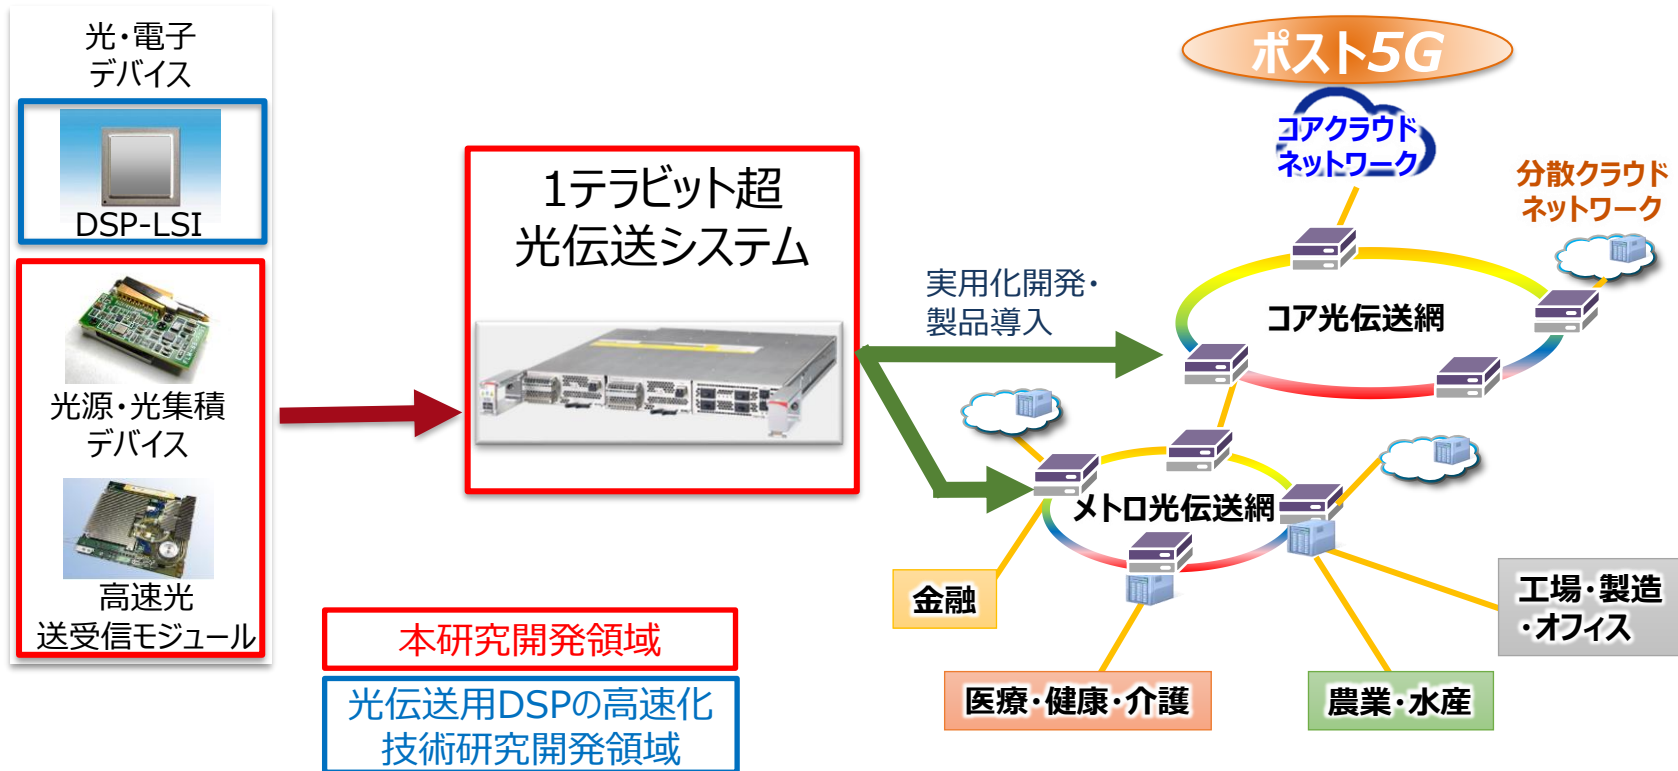 光・電子
デバイス
DSP-LSI
光源・光集積
デバイス
高速光
送受信モジュール
1テラビット超
光伝送システム
本研究開発領域
光伝送用DSPの高速化
技術研究開発領域
実用化開発・
製品導入
ポスト5G
コアクラウド
ネットワーク
分散クラウド
ネットワーク
コア光伝送網
メトロ光伝送網
金融
医療・健康・介護
農業・水産
工場・製造
・オフィス